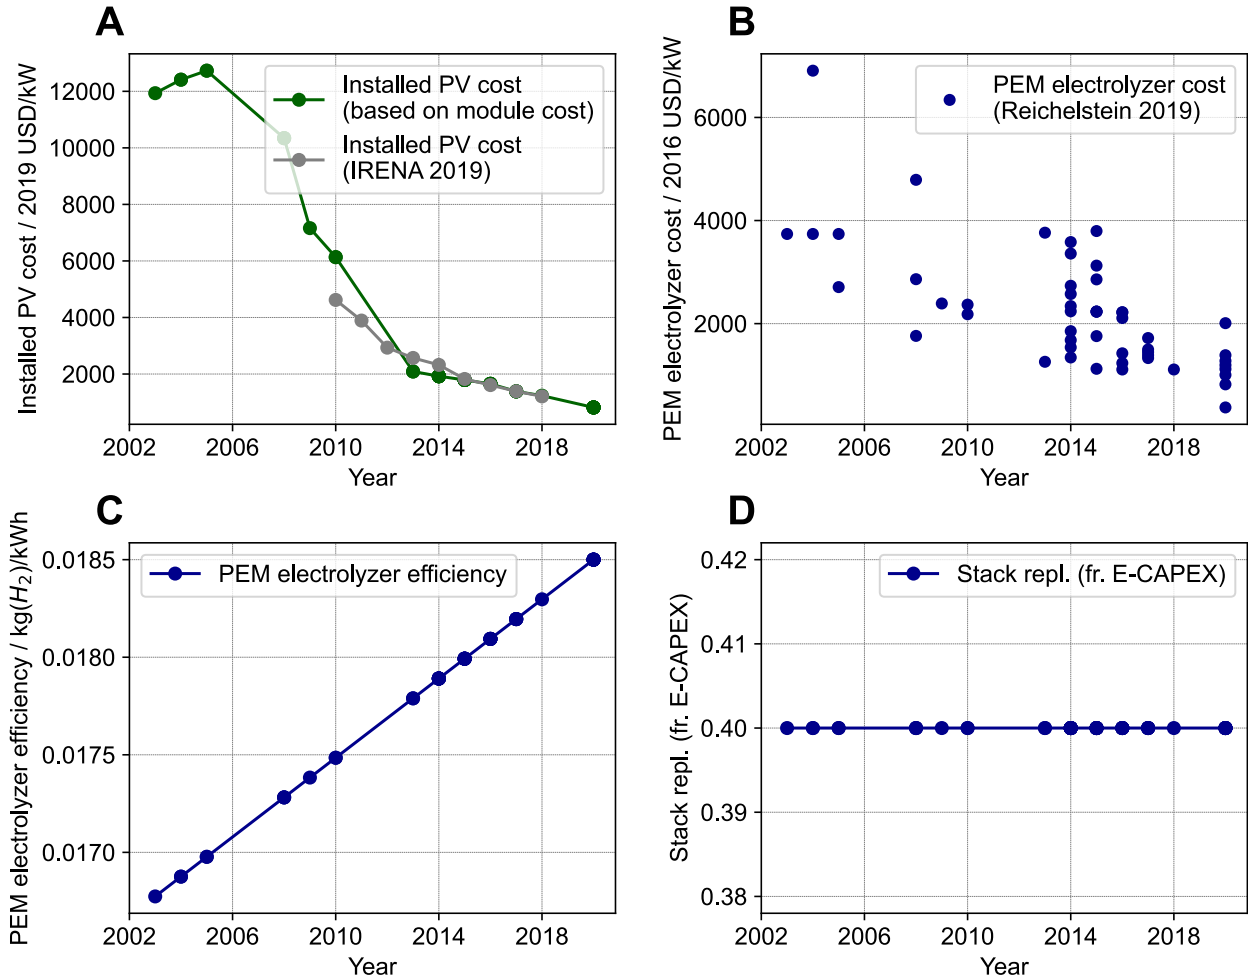 A
Installed PV cost / 2019 USD/kW
12000
10000
8000
6000
4000
2000
Installed PV cost
(based on module cost)
Installed PV cost
(IRENA 2019)
2002
2006
2010
2014
2018
Year
B
PEM electrolyzer cost / 2016 USD/kW
6000
4000
2000
PEM electrolyzer cost
(Reichelstein 2019)
2002
2006
2010
2014
2018
Year
C
PEM electrolyzer efficiency / kg(H₂)/kWh
0.0185
0.0180
0.0175
0.0170
PEM electrolyzer efficiency
2002
2006
2010
2014
2018
Year
D
Stack repl. (fr. E-CAPEX)
0.42
0.41
0.40
0.39
0.38
Stack repl. (fr. E-CAPEX)
2002
2006
2010
2014
2018
Year